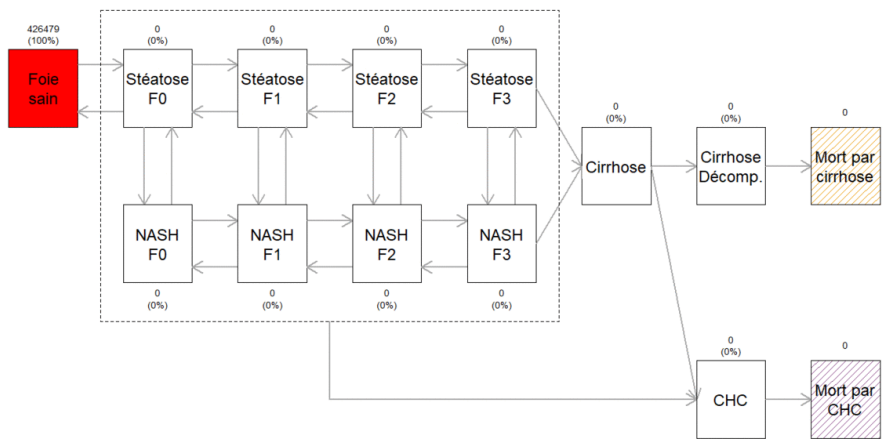 426479
(100%)
0
(0%)
0
(0%)
0
(0%)
0
(0%)
Foie
sain
Stéatose
F0
Stéatose
F1
Stéatose
F2
Stéatose
F3
0
(0%)
0
(0%)
0
Cirrhose
Cirrhose
Décomp.
Mort par
cirrhose
NASH
F0
NASH
F1
NASH
F2
NASH
F3
0
(0%)
0
(0%)
0
(0%)
0
(0%)
0
(0%)
0
CHC
Mort par
CHC